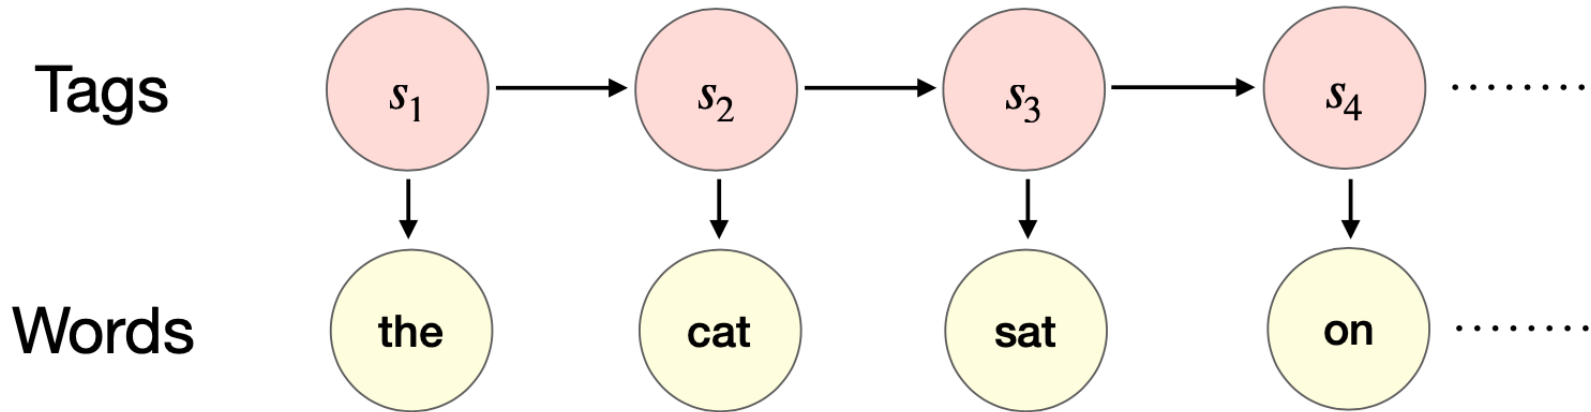 Tags s₁ s₂ s₃ s₄ ........
Words the cat sat on ........